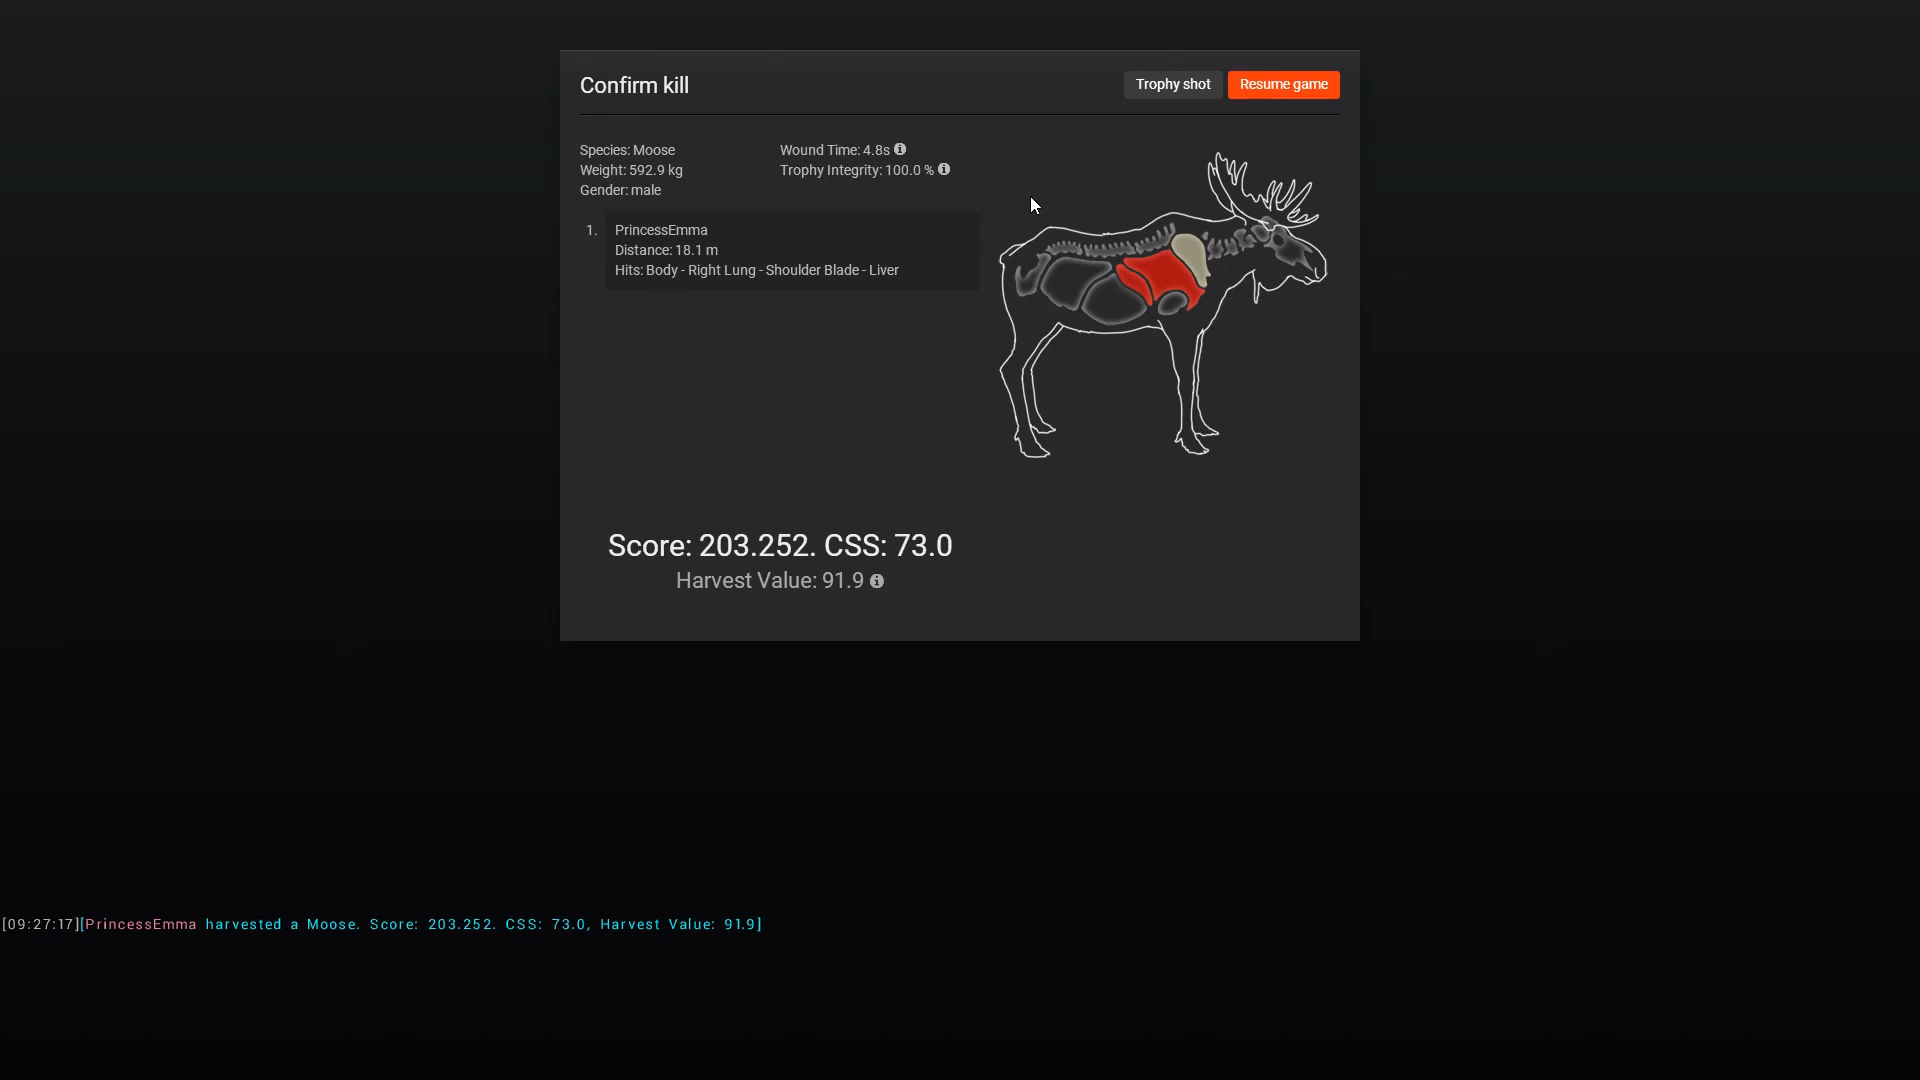 Confirm kill
Trophy shot
Resume game
Species: Moose
Weight: 592.9 kg
Gender: male
Wound Time: 4.8s
Trophy Integrity: 100.0 %
1.
PrincessEmma
Distance: 18.1 m
Hits: Body - Right Lung - Shoulder Blade - Liver
Score: 203.252. CSS: 73.0
Harvest Value: 91.9
[09:27:17][PrincessEmma harvested a Moose. Score: 203.252. CSS: 73.0, Harvest Value: 91.9]